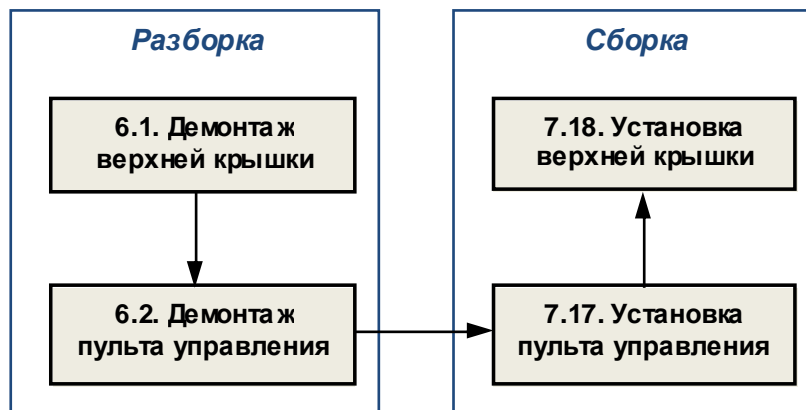 Разборка
6.1. Демонтаж
верхней крышки
6.2. Демонтаж
пульта управления
Сборка
7.18. Установка
верхней крышки
7.17. Установка
пульта управления